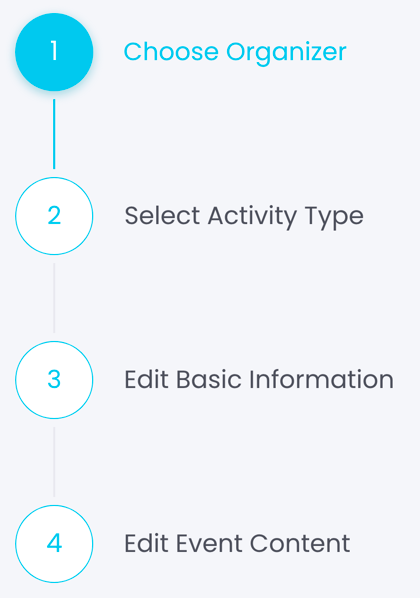 1 Choose Organizer
2 Select Activity Type
3 Edit Basic Information
4 Edit Event Content